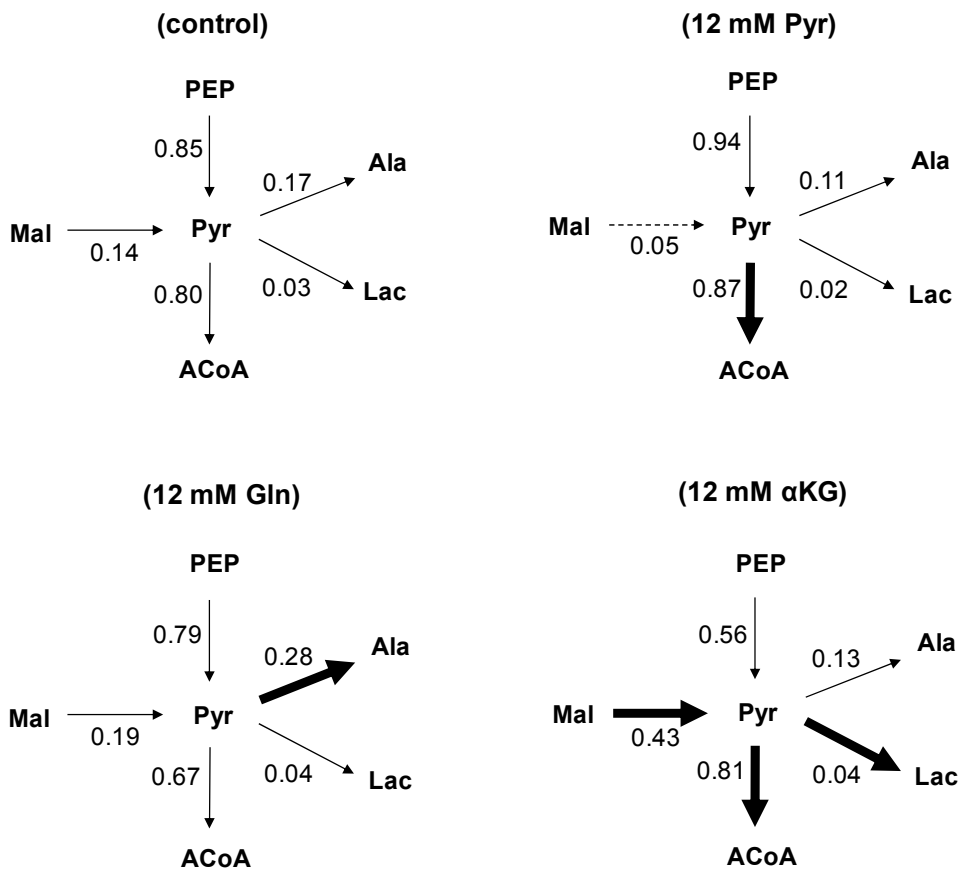 (control)
PEP
0.85
0.17
Ala
Mal
Pyr
0.14
0.80
0.03
Lac
ACoA
(12 mM Pyr)
PEP
0.94
0.11
Ala
Mal
Pyr
0.05
0.87
0.02
Lac
ACoA
(12 mM Gln)
PEP
0.79
0.28
Ala
Mal
Pyr
0.19
0.67
0.04
Lac
ACoA
(12 mM αKG)
PEP
0.56
0.13
Ala
Mal
Pyr
0.43
0.81
0.04
Lac
ACoA